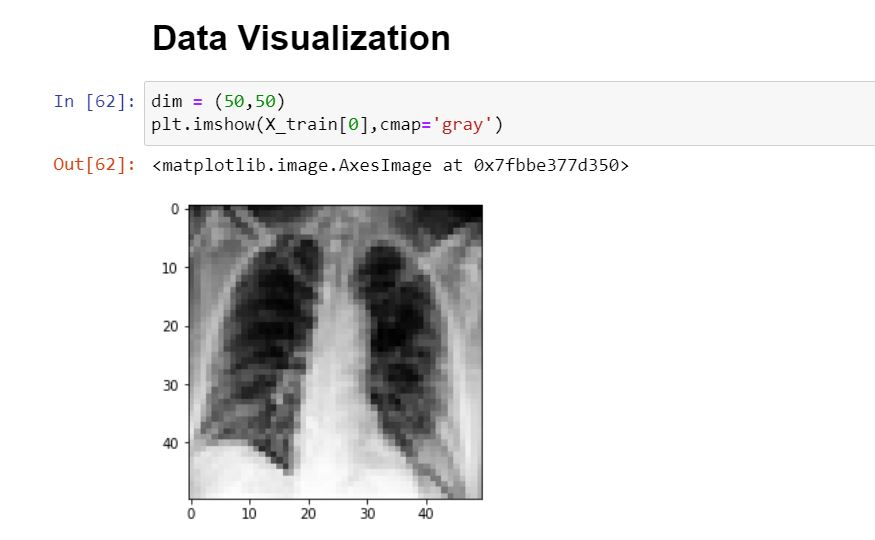 Data Visualization
In [62]: dim = (50,50)
plt.imshow(X_train[0],cmap='gray')
Out[62]: <matplotlib.image.AxesImage at 0x7fbbe377d350>
0
10
20
30
40
0 10 20 30 40